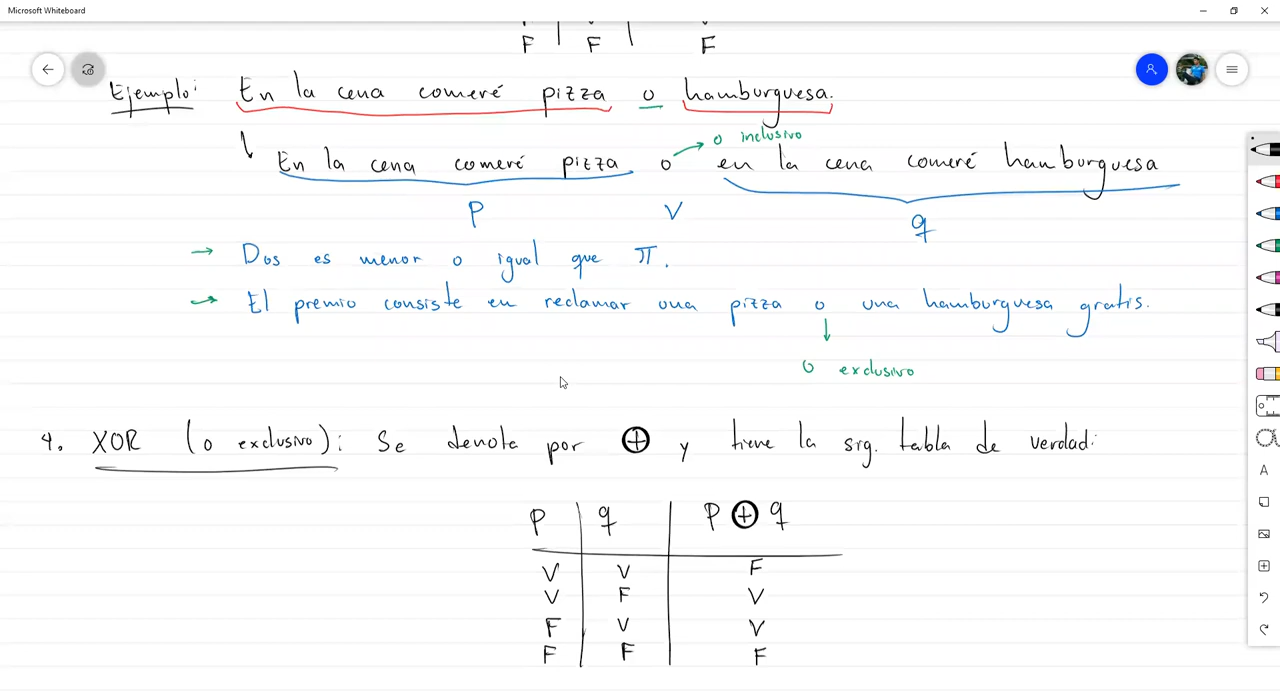 Microsoft Whiteboard
F F F
Ejemplo: En la cena comeré pizza o hamburguesa.
o inclusivo
En la cena comeré pizza o en la cena comeré hamburguesa
p V q
→ Dos es menor o igual que π.
→ El premio consiste en reclamar una pizza o una hamburguesa gratis.
o exclusivo
4. XOR (o exclusivo): Se denota por ⊕ y tiene la sig. tabla de verdad:
p q p ⊕ q
V V F
V F V
F V V
F F F
A